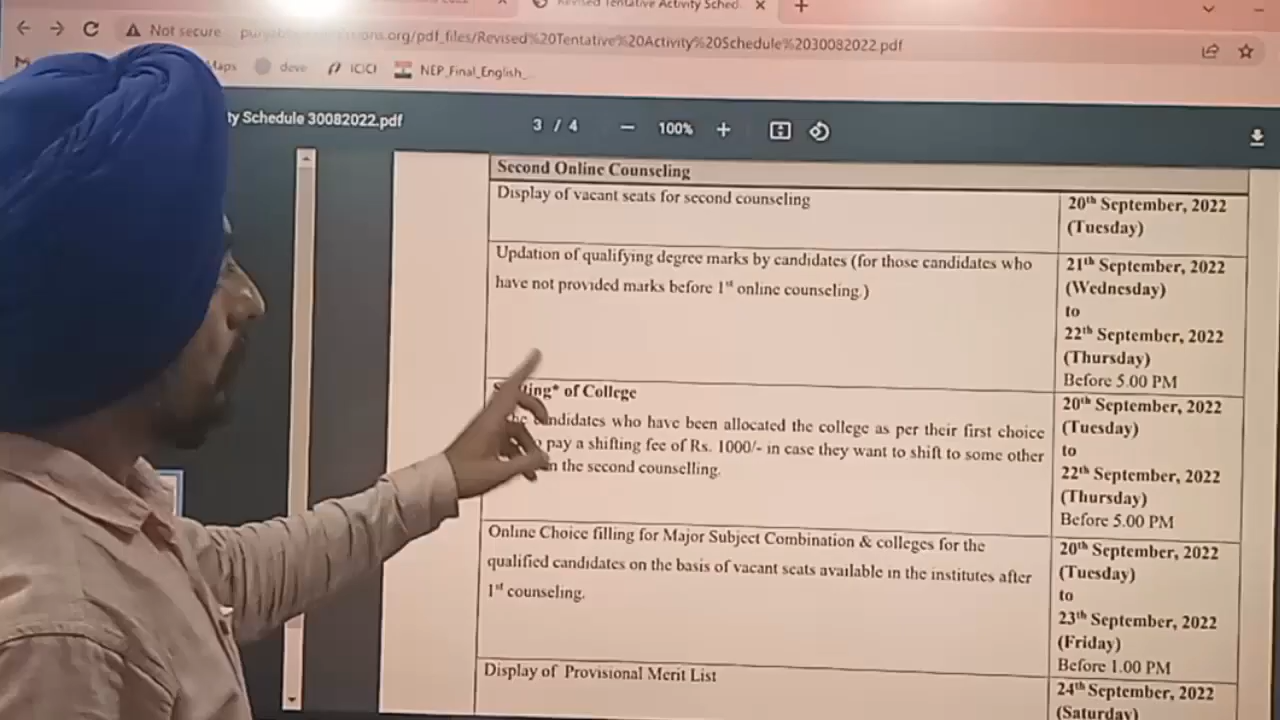 Revised Tentative Activity Sched
Not secure
ons.org/pdf_files/Revised%20Tentative%20Activity%20Schedule%2030082022.pdf
Maps deve ICICI NEP_Final_English_
ty Schedule 30082022.pdf
3 / 4 100%
Second Online Counseling
Display of vacant seats for second counseling
20th September, 2022
(Tuesday)
Updation of qualifying degree marks by candidates (for those candidates who
have not provided marks before 1st online counseling.)
21th September, 2022
(Wednesday)
to
22th September, 2022
(Thursday)
Before 5.00 PM
ting* of College
candidates who have been allocated the college as per their first choice
pay a shifting fee of Rs. 1000/- in case they want to shift to some other
the second counselling.
20th September, 2022
(Tuesday)
to
22th September, 2022
(Thursday)
Before 5.00 PM
Online Choice filling for Major Subject Combination & colleges for the
qualified candidates on the basis of vacant seats available in the institutes after
1st counseling.
20th September, 2022
(Tuesday)
to
23th September, 2022
(Friday)
Before 1.00 PM
Display of Provisional Merit List
24th September, 2022
(Saturday)